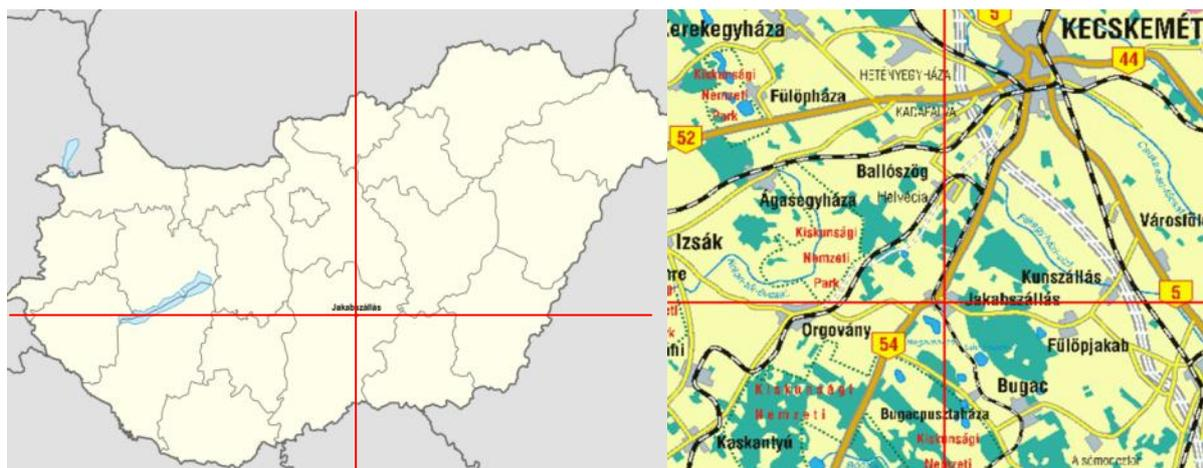 Jakabszállás
5
KECSKEMÉT
erekegyháza
44
HETÉNYEGYHÁZA
Kiskunsági
Nemzeti
Park
Fülöpháza
KADAFALVA
52
Ballószög
Helvécia
Ágasegyháza
Városföl
Izsák
Kiskunsági
Nemzeti
Park
Kunszállás
Jakabszállás
5
Orgovány
54
Fülöpjakab
Bugac
Kiskunsági
Nemzeti
Bugacpusztaháza
Kaskantyú
Kiskunsági
Nemzeti